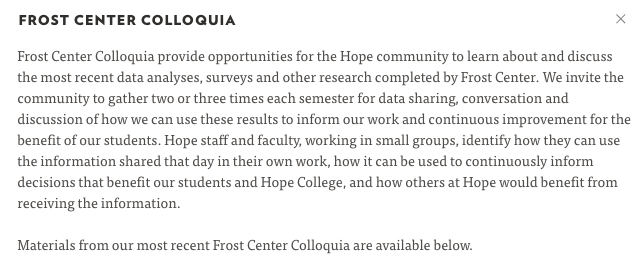 FROST CENTER COLLOQUIA
Frost Center Colloquia provide opportunities for the Hope community to learn about and discuss
the most recent data analyses, surveys and other research completed by Frost Center. We invite the
community to gather two or three times each semester for data sharing, conversation and
discussion of how we can use these results to inform our work and continuous improvement for the
benefit of our students. Hope staff and faculty, working in small groups, identify how they can use
the information shared that day in their own work, how it can be used to continuously inform
decisions that benefit our students and Hope College, and how others at Hope would benefit from
receiving the information.
Materials from our most recent Frost Center Colloquia are available below.